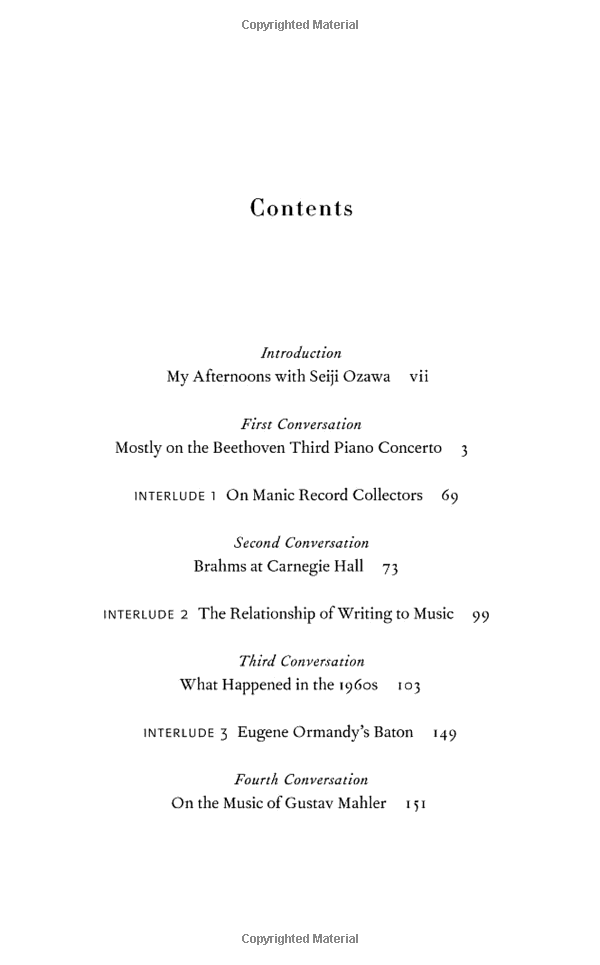 Copyrighted Material
Contents
Introduction
My Afternoons with Seiji Ozawa vii
First Conversation
Mostly on the Beethoven Third Piano Concerto 3
INTERLUDE 1 On Manic Record Collectors 69
Second Conversation
Brahms at Carnegie Hall 73
INTERLUDE 2 The Relationship of Writing to Music 99
Third Conversation
What Happened in the 1960s 103
INTERLUDE 3 Eugene Ormandy’s Baton 149
Fourth Conversation
On the Music of Gustav Mahler 151
Copyrighted Material